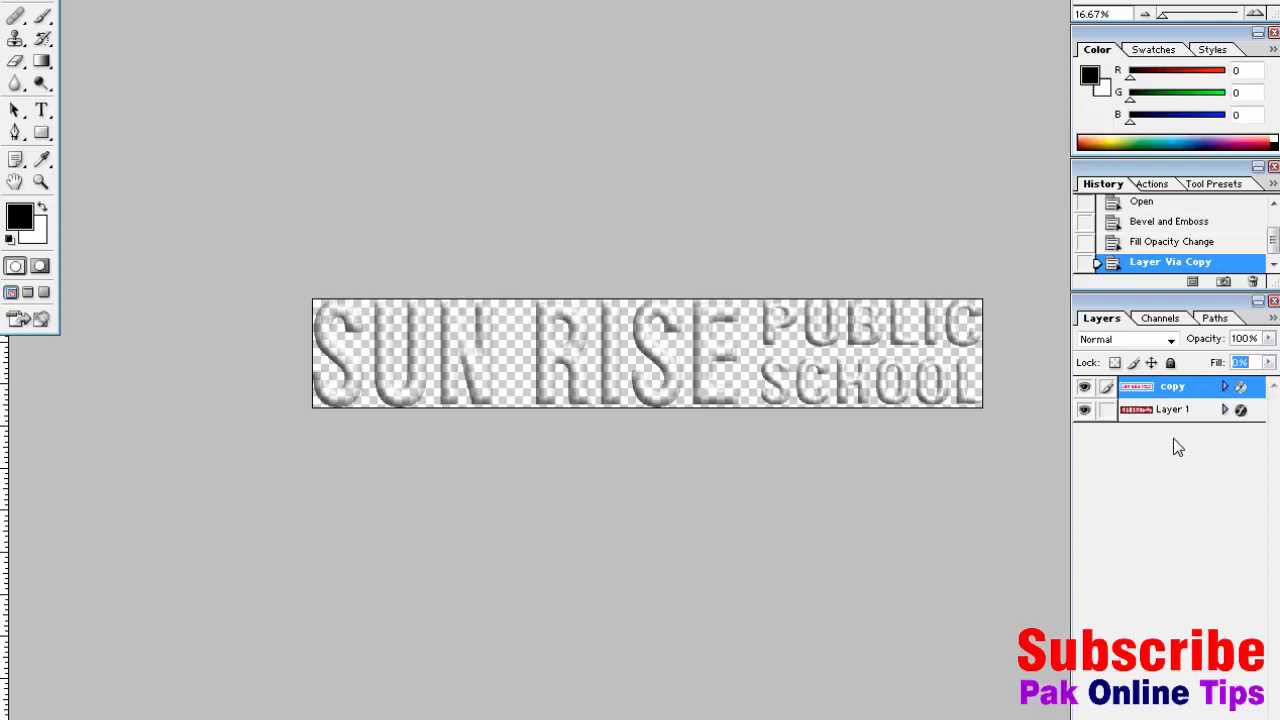 16.67%
Color Swatches Styles
R 0
G 0
B 0
History Actions Tool Presets
Open
Bevel and Emboss
Fill Opacity Change
Layer Via Copy
Layers Channels Paths
Normal Opacity: 100%
Lock: Fill: 0%
copy
Layer 1
SUN RISE PUBLIC
SCHOOL
Subscribe
Pak Online Tips